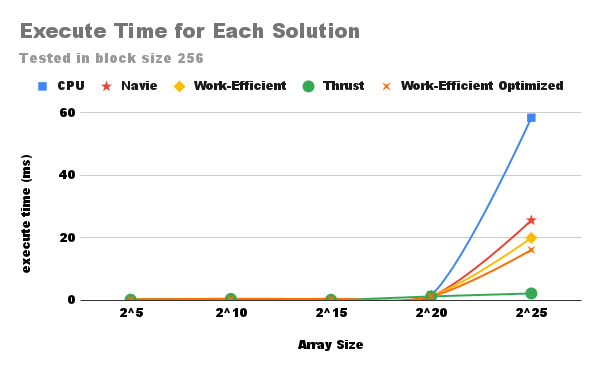 Execute Time for Each Solution
Tested in block size 256
CPU Navie Work-Efficient Thrust Work-Efficient Optimized
60
40
20
0
execute time (ms)
2^5 2^10 2^15 2^20 2^25
Array Size